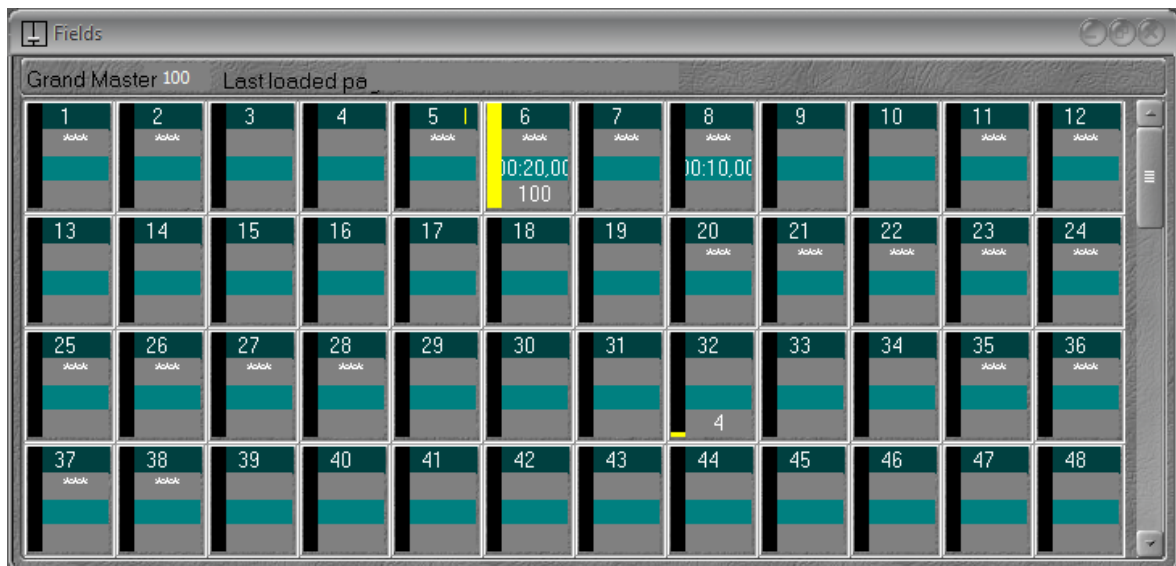 Fields
Grand Master 100 Last loaded pa_
1 2 3 4 5 6 7 8 9 10 11 12
*** *** *** *** *** *** *** ***
00:20,00 00:10,00
100
13 14 15 16 17 18 19 20 21 22 23 24
*** *** *** *** ***
25 26 27 28 29 30 31 32 33 34 35 36
*** *** *** *** *** ***
4
37 38 39 40 41 42 43 44 45 46 47 48
*** ***